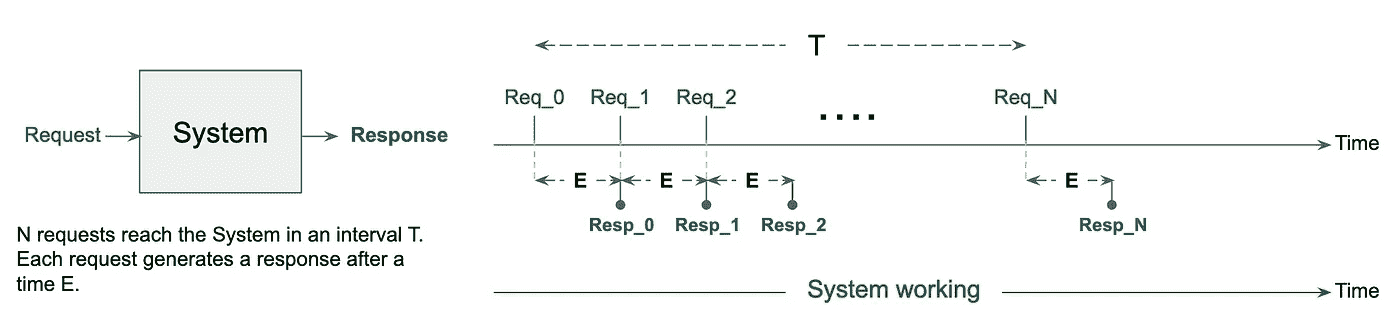 Request
System
Response
N requests reach the System in an interval T.
Each request generates a response after a
time E.
T
Req_0 Req_1 Req_2 .... Req_N
Time
E E E E
Resp_0 Resp_1 Resp_2 Resp_N
System working
Time